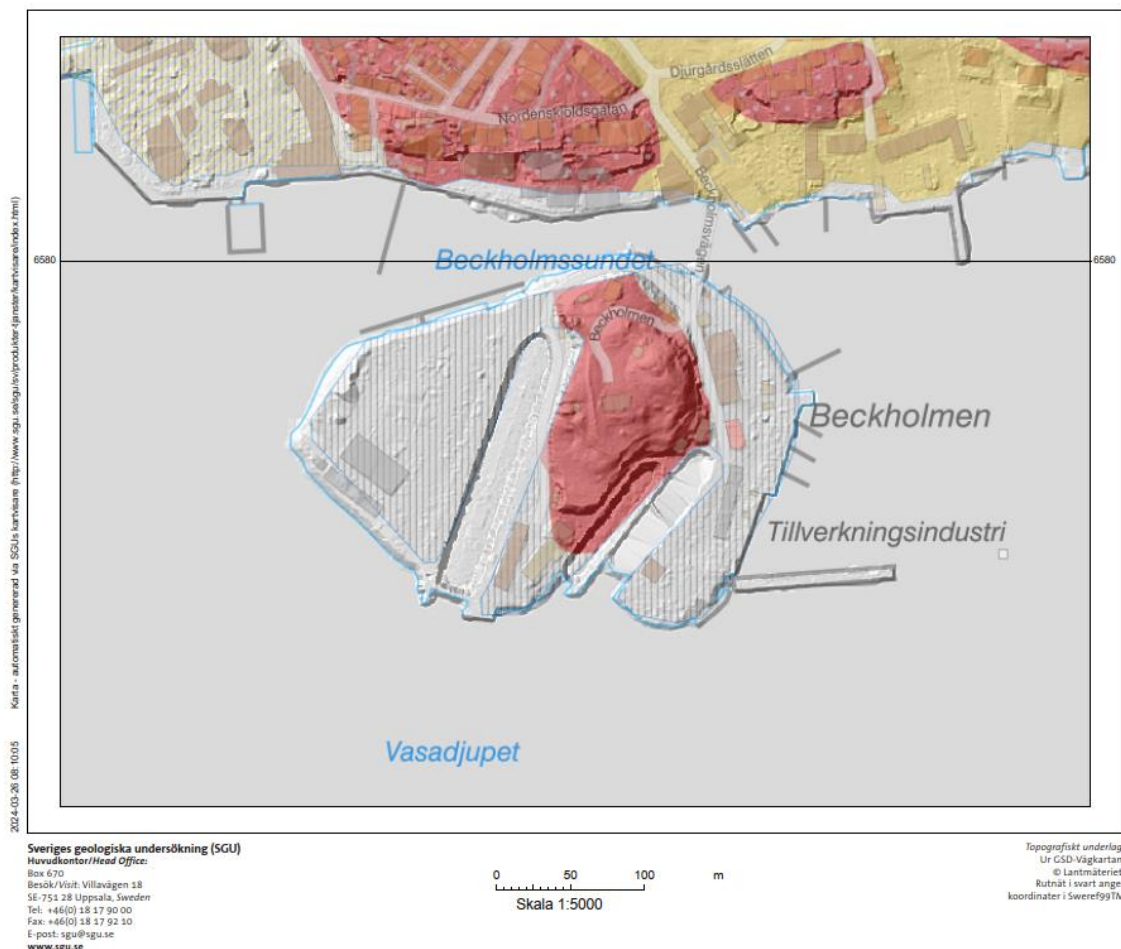 Djurgårdsslätten
Nordenskiöldsgatan
Beckholmsvägen
Beckholmssundet
6580
6580
Beckholmen
Beckholmen
Tillverkningsindustri
Vasadjupet
2024-03-26 08:10:05 Karta - automatiskt genererad via SGUs kartvisare (http://www.sgu.se/sgu/sv/produkter-tjanster/kartvisare/index.html)
Sveriges geologiska undersökning (SGU)
Huvudkontor/Head Office:
Box 670
Besök/Visit: Villavägen 18
SE-751 28 Uppsala, Sweden
Tel: +46(0) 18 17 90 00
Fax: +46(0) 18 17 92 10
E-post: sgu@sgu.se
www.sgu.se
0 50 100 m
Skala 1:5000
Topografiskt underlag
Ur GSD-Vägkartan
© Lantmäteriet
Rutnät i svart ange
koordinater i Sweref99TM